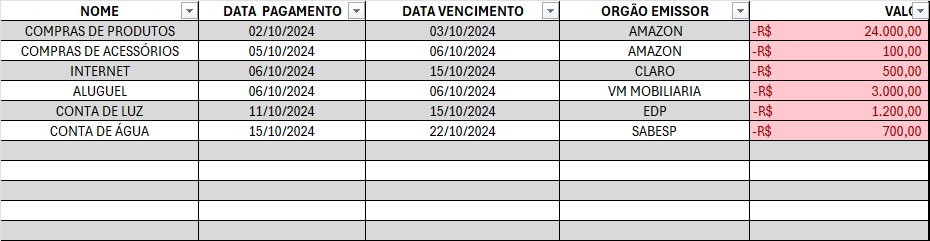 NOME DATA PAGAMENTO DATA VENCIMENTO ORGÃO EMISSOR VALO
COMPRAS DE PRODUTOS 02/10/2024 03/10/2024 AMAZON -R$ 24.000,00
COMPRAS DE ACESSÓRIOS 05/10/2024 06/10/2024 AMAZON -R$ 100,00
INTERNET 06/10/2024 15/10/2024 CLARO -R$ 500,00
ALUGUEL 06/10/2024 06/10/2024 VM MOBILIARIA -R$ 3.000,00
CONTA DE LUZ 11/10/2024 15/10/2024 EDP -R$ 1.200,00
CONTA DE ÁGUA 15/10/2024 22/10/2024 SABESP -R$ 700,00